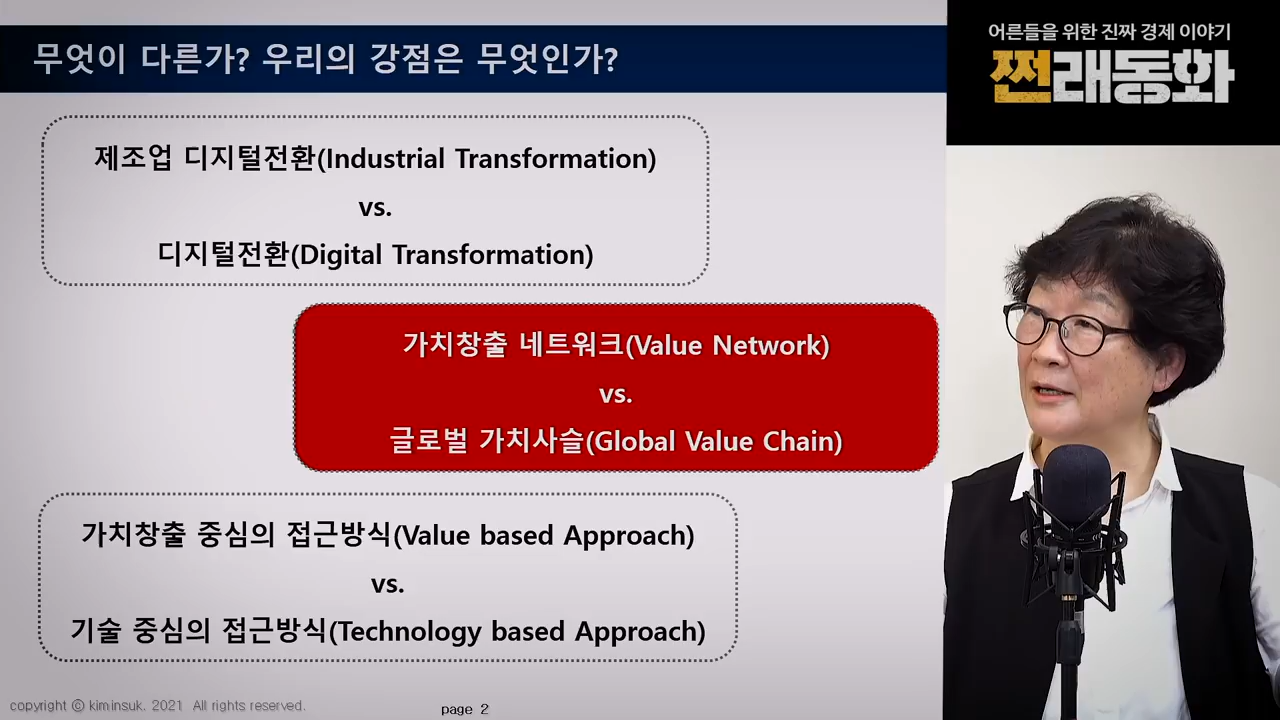 무엇이 다른가? 우리의 강점은 무엇인가?
어른들을 위한 진짜 경제 이야기
쩐래동화
제조업 디지털전환(Industrial Transformation)
vs.
디지털전환(Digital Transformation)
가치창출 네트워크(Value Network)
vs.
글로벌 가치사슬(Global Value Chain)
가치창출 중심의 접근방식(Value based Approach)
vs.
기술 중심의 접근방식(Technology based Approach)
copyright ⓒ kiminsuk. 2021 All rights reserved.
page 2